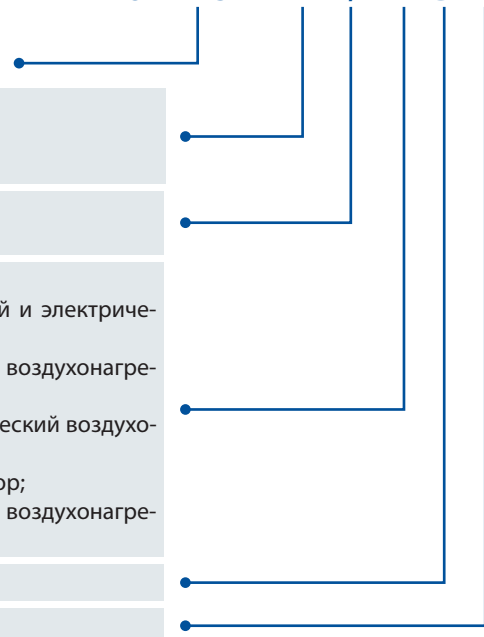 й и электриче-
воздухонагре-
еский воздухо-
ор;
воздухонагре-